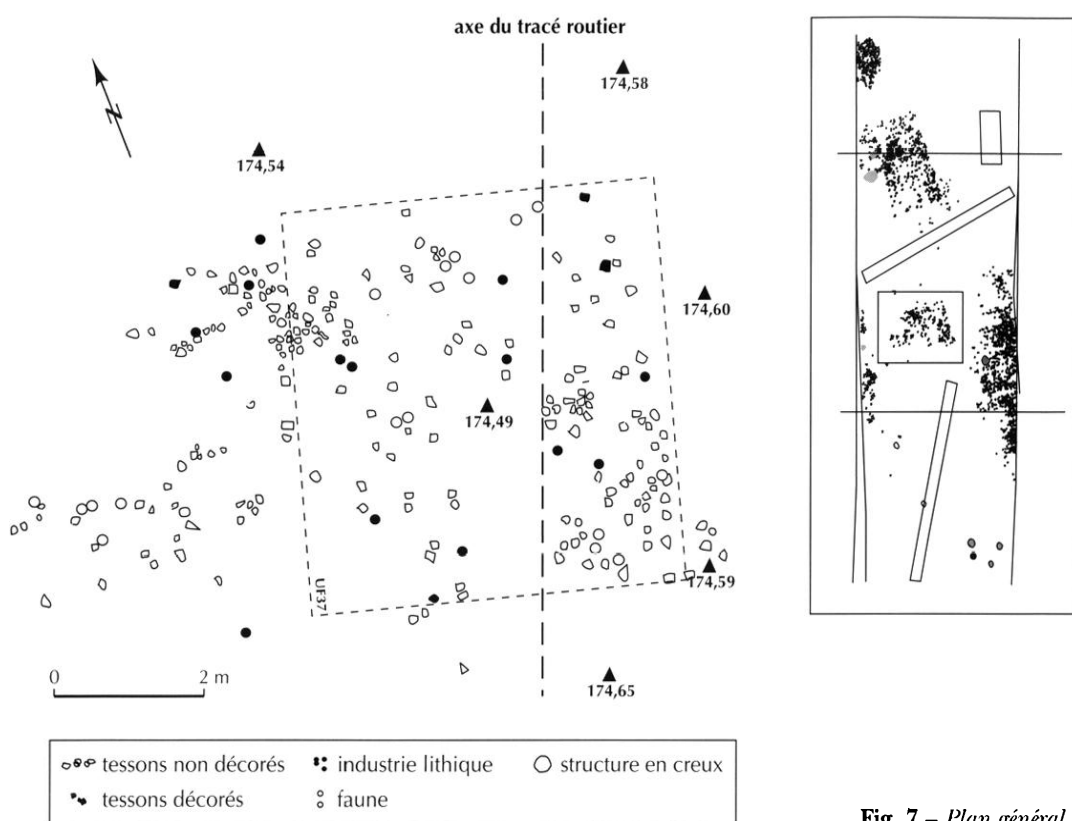 axe du tracé routier
174,58
174,54
174,60
174,49
174,59
UF37
174,65
0 2 m
tessons non décorés industrie lithique structure en creux
tessons décorés faune
Fig. 7 – Plan général